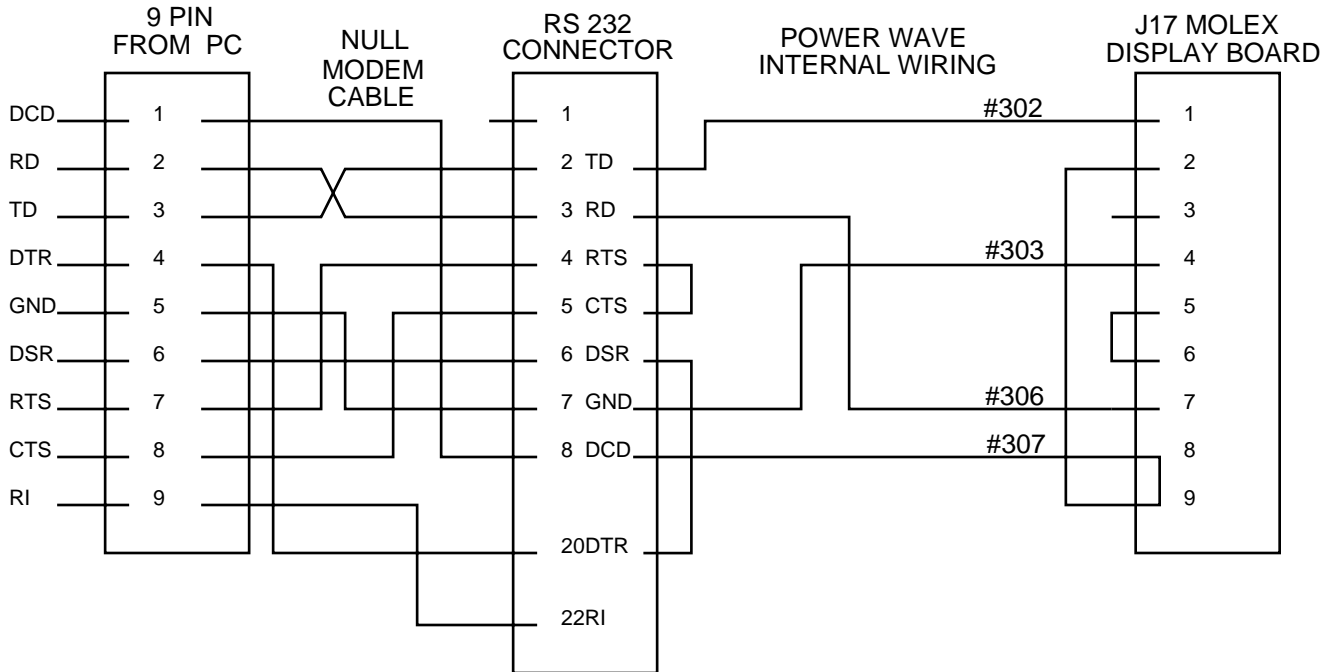 9 PIN
FROM PC
NULL
MODEM
CABLE
RS 232
CONNECTOR
POWER WAVE
INTERNAL WIRING
J17 MOLEX
DISPLAY BOARD
DCD 1
RD 2
TD 3
DTR 4
GND 5
DSR 6
RTS 7
CTS 8
RI 9
1
2 TD
3 RD
4 RTS
5 CTS
6 DSR
7 GND
8 DCD
20DTR
22RI
#302
#303
#306
#307
1
2
3
4
5
6
7
8
9